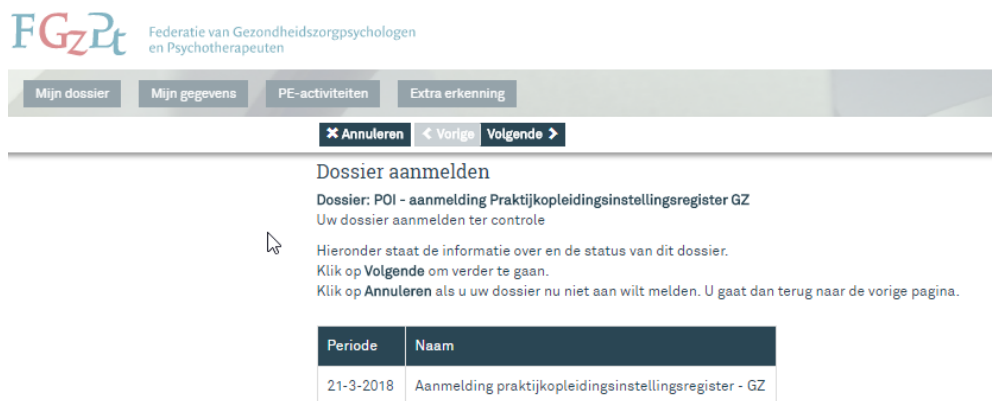 FGzPt
Federatie van Gezondheidszorgpsychologen
en Psychotherapeuten
Mijn dossier Mijn gegevens PE-activiteiten Extra erkenning
Annuleren Vorige Volgende
Dossier aanmelden
Dossier: POI - aanmelding Praktijkopleidingsinstellingsregister GZ
Uw dossier aanmelden ter controle
Hieronder staat de informatie over en de status van dit dossier.
Klik op Volgende om verder te gaan.
Klik op Annuleren als u uw dossier nu niet aan wilt melden. U gaat dan terug naar de vorige pagina.
Periode Naam
21-3-2018 Aanmelding praktijkopleidingsinstellingsregister - GZ